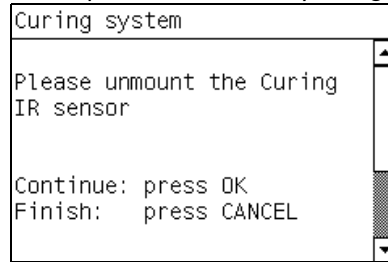 Curing system
Please unmount the Curing
IR sensor
Continue: press OK
Finish: press CANCEL